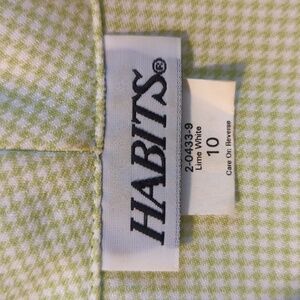 HABITS®
2-0433-9
Lime White
10
Care On Reverse